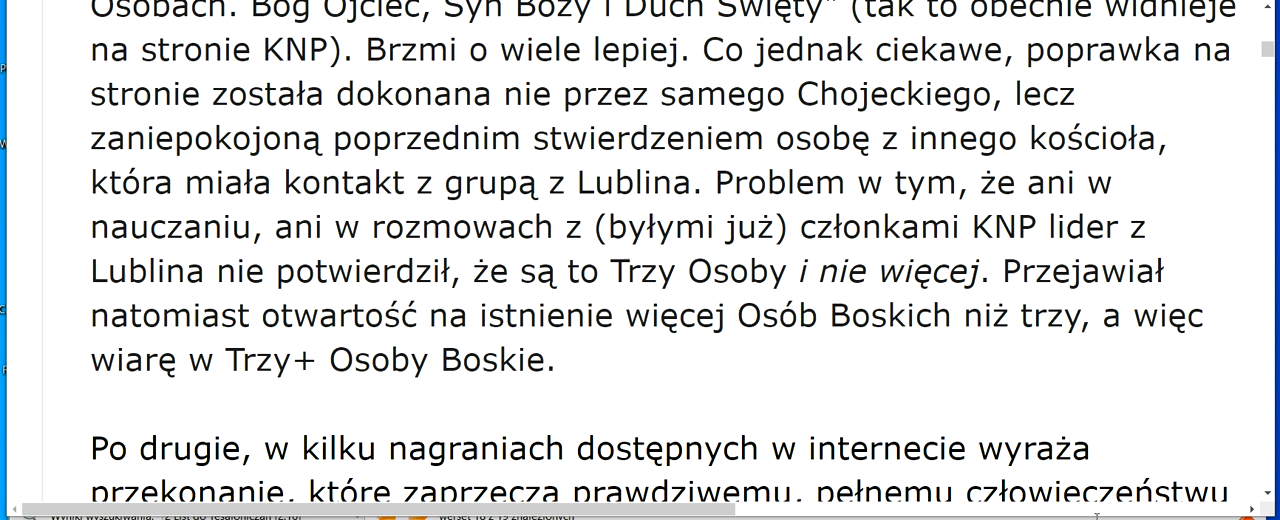 Osobach. Bóg Ojciec, Syn Boży i Duch Święty" (tak to obecnie widnieje
na stronie KNP). Brzmi o wiele lepiej. Co jednak ciekawe, poprawka na
stronie została dokonana nie przez samego Chojeckiego, lecz
zaniepokojoną poprzednim stwierdzeniem osobę z innego kościoła,
która miała kontakt z grupą z Lublina. Problem w tym, że ani w
nauczaniu, ani w rozmowach z (byłymi już) członkami KNP lider z
Lublina nie potwierdził, że są to Trzy Osoby i nie więcej. Przejawiał
natomiast otwartość na istnienie więcej Osób Boskich niż trzy, a więc
wiarę w Trzy+ Osoby Boskie.
Po drugie, w kilku nagraniach dostępnych w internecie wyraża
przekonanie, które zaprzecza prawdziwemu, pełnemu człowieczeństwu